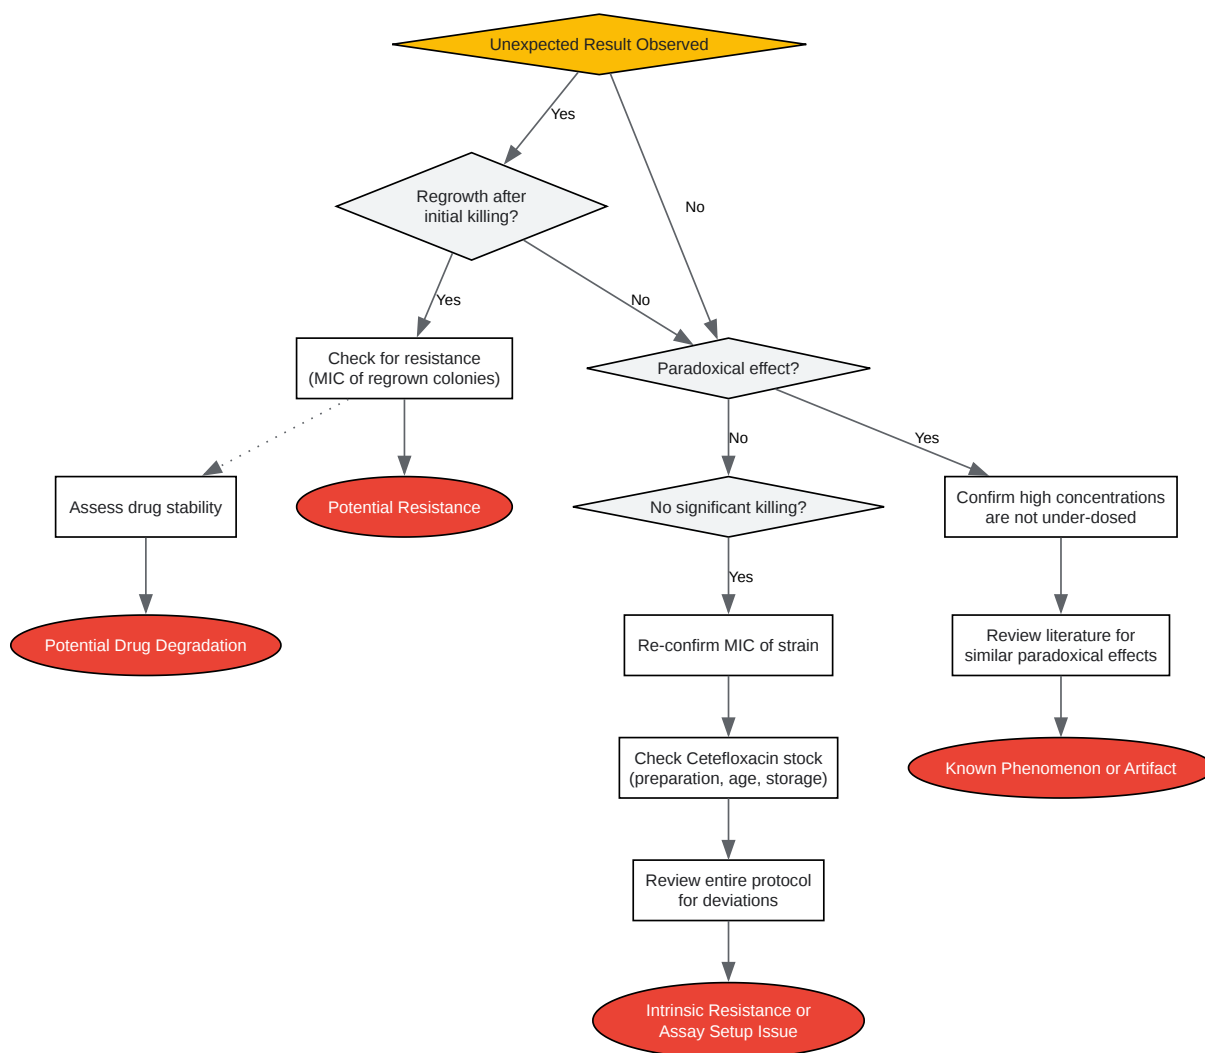 Unexpected Result Observed
Yes
No
Regrowth after
initial killing?
Yes
No
Check for resistance
(MIC of regrown colonies)
Paradoxical effect?
No
Yes
Assess drug stability
Potential Resistance
No significant killing?
Confirm high concentrations
are not under-dosed
Yes
Potential Drug Degradation
Re-confirm MIC of strain
Review literature for
similar paradoxical effects
Check Cetefloxacin stock
(preparation, age, storage)
Known Phenomenon or Artifact
Review entire protocol
for deviations
Intrinsic Resistance or
Assay Setup Issue